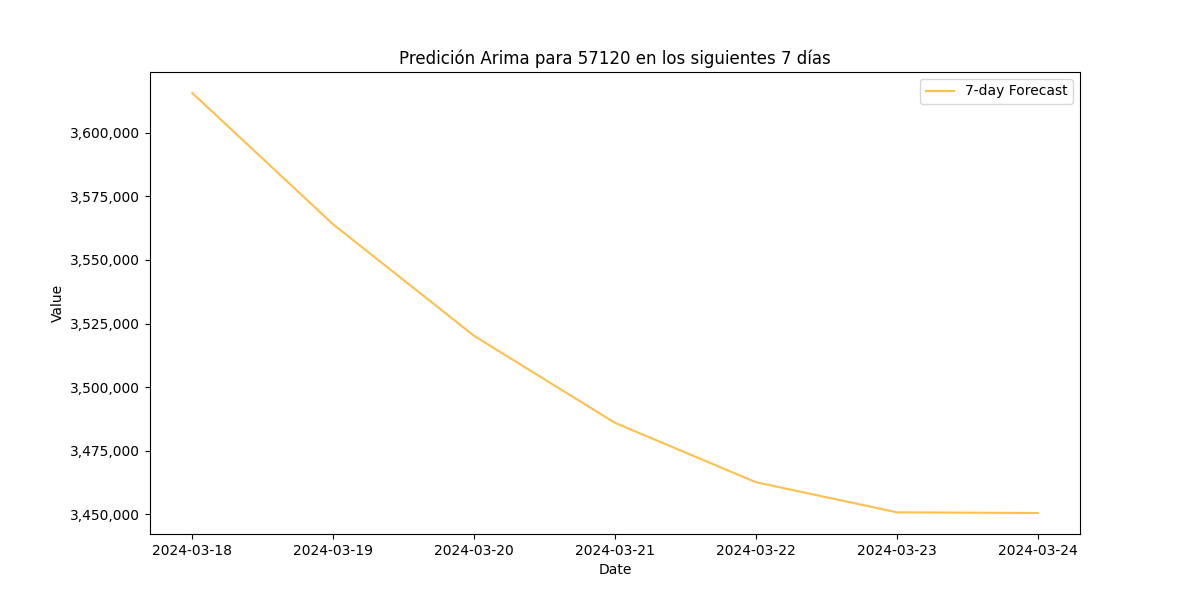 Predición Arima para 57120 en los siguientes 7 días
7-day Forecast
Value
3,600,000
3,575,000
3,550,000
3,525,000
3,500,000
3,475,000
3,450,000
2024-03-18 2024-03-19 2024-03-20 2024-03-21 2024-03-22 2024-03-23 2024-03-24
Date